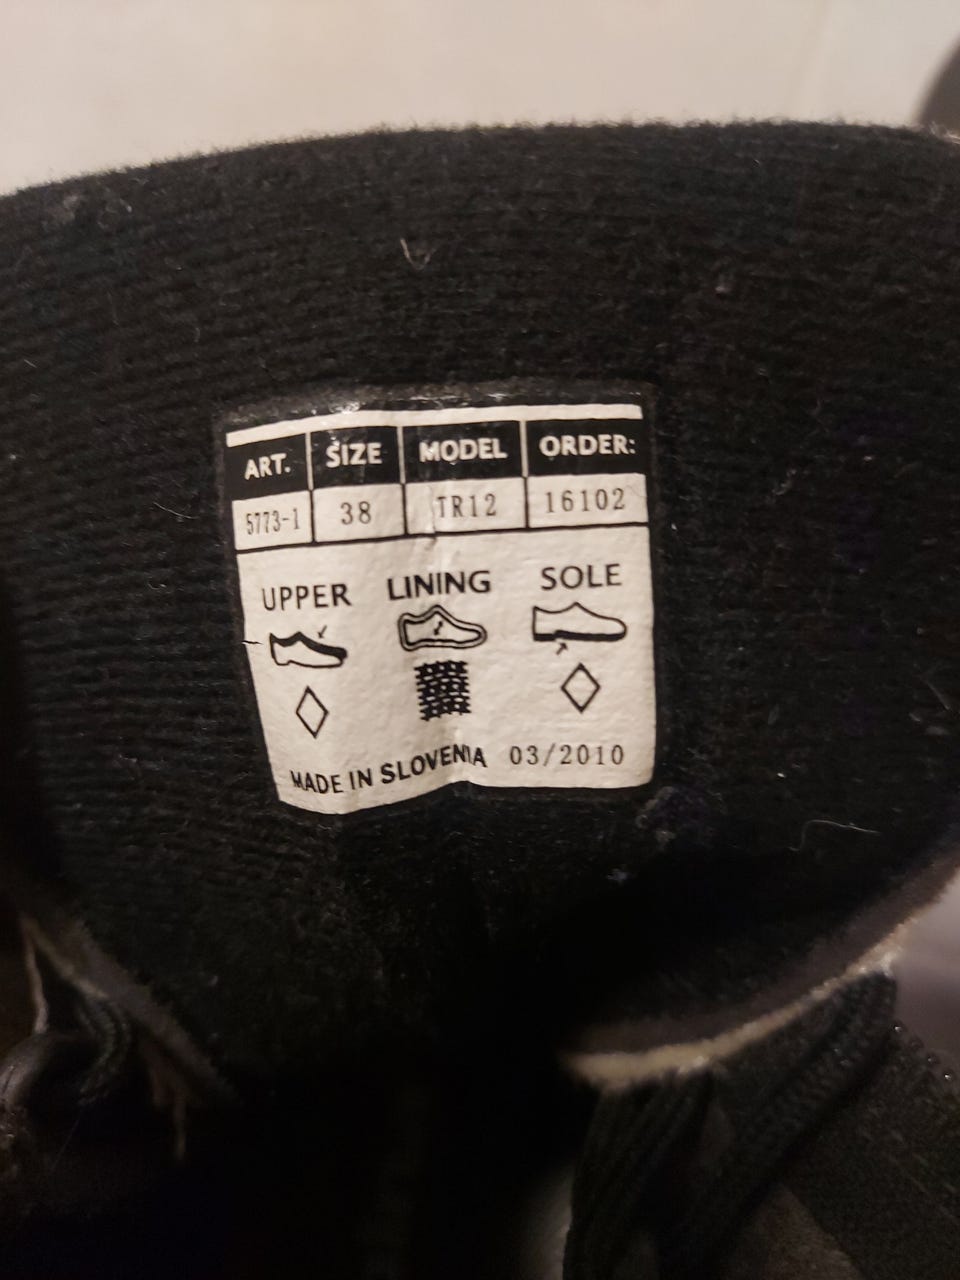 ART. SIZE MODEL ORDER:
5773-1 38 TR12 16102
UPPER LINING SOLE
MADE IN SLOVENIA 03/2010